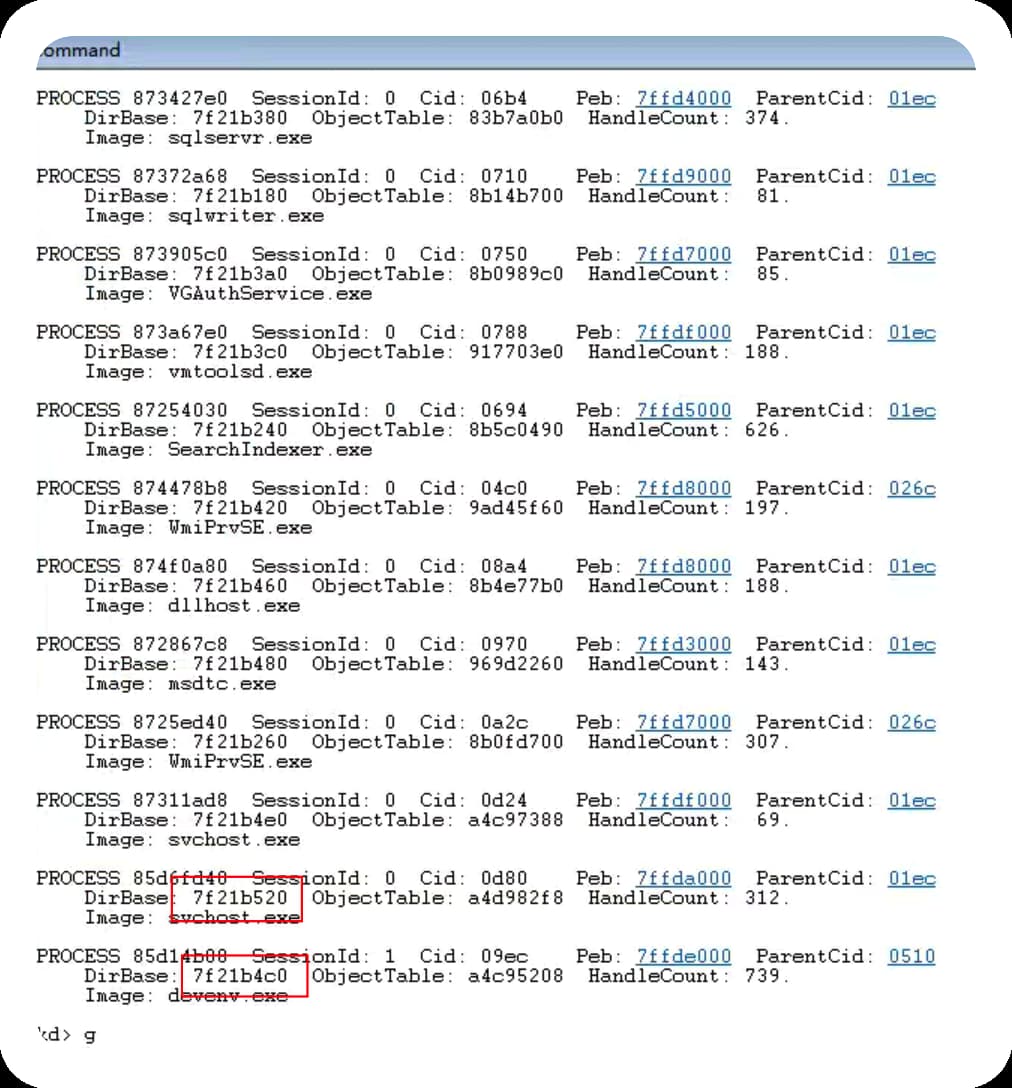 ommand
PROCESS 873427e0  SessionId: 0  Cid: 06b4    Peb: 7ffd4000  ParentCid: 01ec
    DirBase: 7f21b380  ObjectTable: 83b7a0b0  HandleCount: 374.
    Image: sqlservr.exe
PROCESS 87372a68  SessionId: 0  Cid: 0710    Peb: 7ffd9000  ParentCid: 01ec
    DirBase: 7f21b180  ObjectTable: 8b14b700  HandleCount:  81.
    Image: sqlwriter.exe
PROCESS 873905c0  SessionId: 0  Cid: 0750    Peb: 7ffd7000  ParentCid: 01ec
    DirBase: 7f21b3a0  ObjectTable: 8b0989c0  HandleCount:  85.
    Image: VGAuthService.exe
PROCESS 873a67e0  SessionId: 0  Cid: 0788    Peb: 7ffdf000  ParentCid: 01ec
    DirBase: 7f21b3c0  ObjectTable: 917703e0  HandleCount: 188.
    Image: vmtoolsd.exe
PROCESS 87254030  SessionId: 0  Cid: 0694    Peb: 7ffd5000  ParentCid: 01ec
    DirBase: 7f21b240  ObjectTable: 8b5c0490  HandleCount: 626.
    Image: SearchIndexer.exe
PROCESS 874478b8  SessionId: 0  Cid: 04c0    Peb: 7ffd8000  ParentCid: 026c
    DirBase: 7f21b420  ObjectTable: 9ad45f60  HandleCount: 197.
    Image: WmiPrvSE.exe
PROCESS 874f0a80  SessionId: 0  Cid: 08a4    Peb: 7ffd8000  ParentCid: 01ec
    DirBase: 7f21b460  ObjectTable: 8b4e77b0  HandleCount: 188.
    Image: dllhost.exe
PROCESS 872867c8  SessionId: 0  Cid: 0970    Peb: 7ffd3000  ParentCid: 01ec
    DirBase: 7f21b480  ObjectTable: 969d2260  HandleCount: 143.
    Image: msdtc.exe
PROCESS 8725ed40  SessionId: 0  Cid: 0a2c    Peb: 7ffd7000  ParentCid: 026c
    DirBase: 7f21b260  ObjectTable: 8b0fd700  HandleCount: 307.
    Image: WmiPrvSE.exe
PROCESS 87311ad8  SessionId: 0  Cid: 0d24    Peb: 7ffdf000  ParentCid: 01ec
    DirBase: 7f21b4e0  ObjectTable: a4c97388  HandleCount:  69.
    Image: svchost.exe
PROCESS 85d6fd40  SessionId: 0  Cid: 0d80    Peb: 7ffda000  ParentCid: 01ec
    DirBase: 7f21b520  ObjectTable: a4d982f8  HandleCount: 312.
    Image: svchost.exe
PROCESS 85d14b00  SessionId: 1  Cid: 09ec    Peb: 7ffde000  ParentCid: 0510
    DirBase: 7f21b4c0  ObjectTable: a4c95208  HandleCount: 739.
    Image: devenv.exe
kd> g